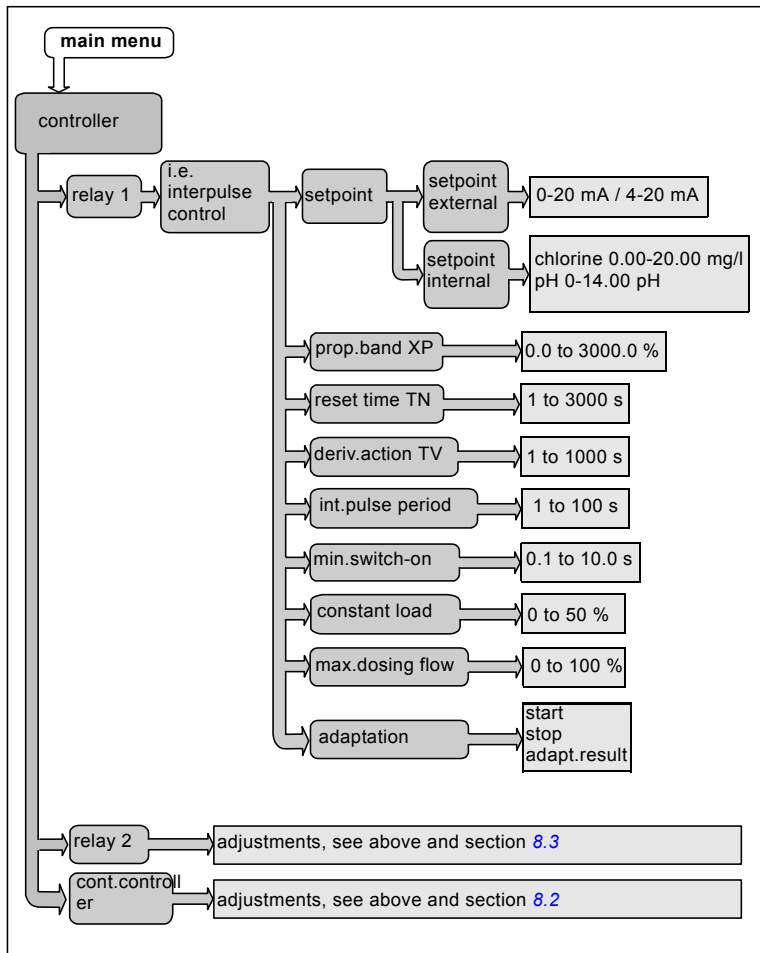 main menu
controller
relay 1
i.e.
interpulse
control
setpoint
setpoint
external
0-20 mA / 4-20 mA
setpoint
internal
chlorine 0.00-20.00 mg/l
pH 0-14.00 pH
prop.band XP
0.0 to 3000.0 %
reset time TN
1 to 3000 s
deriv.action TV
1 to 1000 s
int.pulse period
1 to 100 s
min.switch-on
0.1 to 10.0 s
constant load
0 to 50 %
max.dosing flow
0 to 100 %
adaptation
start
stop
adapt.result
relay 2
adjustments, see above and section 8.3
cont.controll
er
adjustments, see above and section 8.2